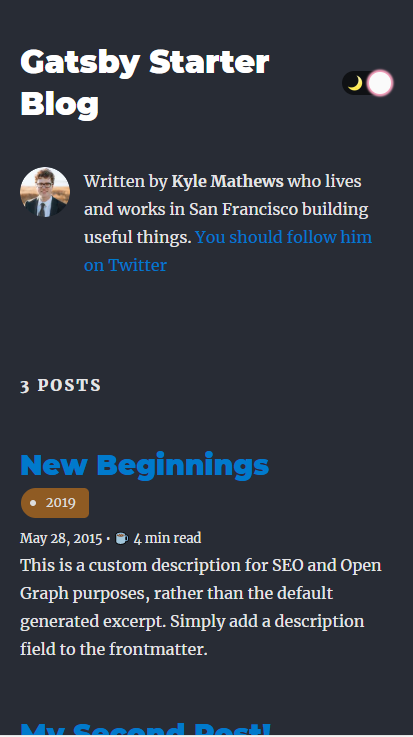 Gatsby Starter
Blog
Written by Kyle Mathews who lives
and works in San Francisco building
useful things. You should follow him
on Twitter
3 POSTS
New Beginnings
2019
May 28, 2015 • ☕ 4 min read
This is a custom description for SEO and Open
Graph purposes, rather than the default
generated excerpt. Simply add a description
field to the frontmatter.
My Second Post!